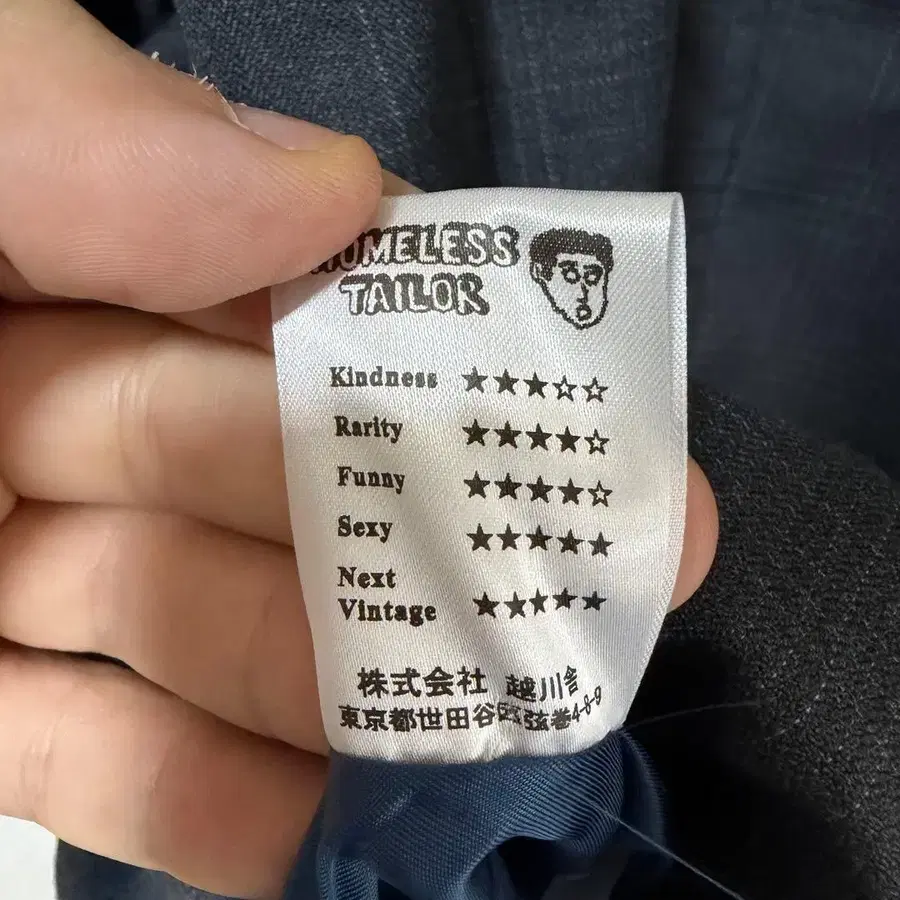 HOMELESS
TAILOR
Kindness ★★★☆☆
Rarity ★★★★☆
Funny ★★★★☆
Sexy ★★★★★
Next
Vintage ★★★★★
株式会社 越川舎
東京都世田谷区弦巻4-8-9